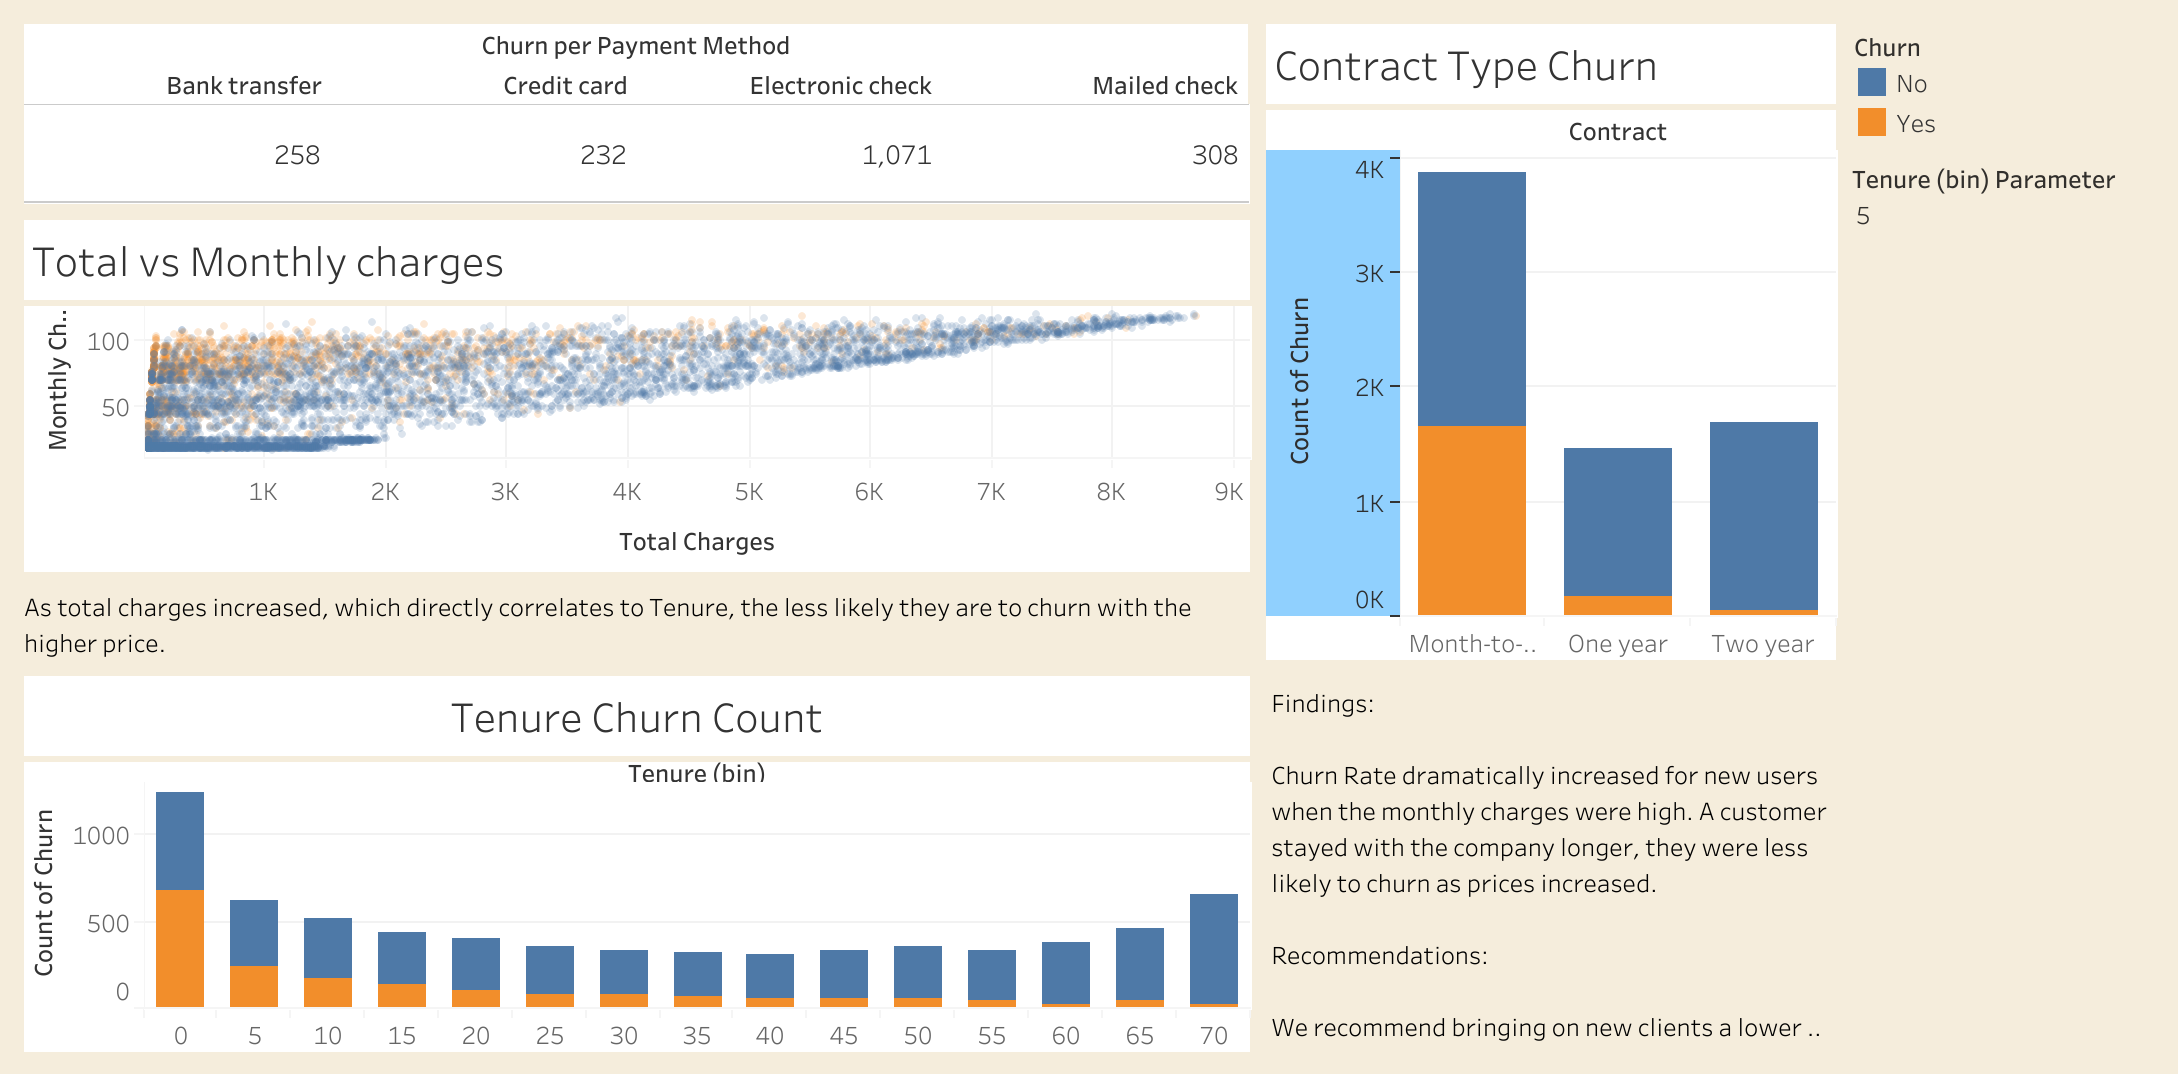 Churn per Payment Method
Bank transfer Credit card Electronic check Mailed check
258 232 1,071 308
Total vs Monthly charges
Monthly Ch..
100
50
1K 2K 3K 4K 5K 6K 7K 8K 9K
Total Charges
As total charges increased, which directly correlates to Tenure, the less likely they are to churn with the
higher price.
Tenure Churn Count
Tenure (bin)
Count of Churn
1000
500
0
0 5 10 15 20 25 30 35 40 45 50 55 60 65 70
Contract Type Churn
Contract
Count of Churn
4K
3K
2K
1K
0K
Month-to-.. One year Two year
Findings:
Churn Rate dramatically increased for new users
when the monthly charges were high. A customer
stayed with the company longer, they were less
likely to churn as prices increased.
Recommendations:
We recommend bringing on new clients a lower ..
Churn
No
Yes
Tenure (bin) Parameter
5